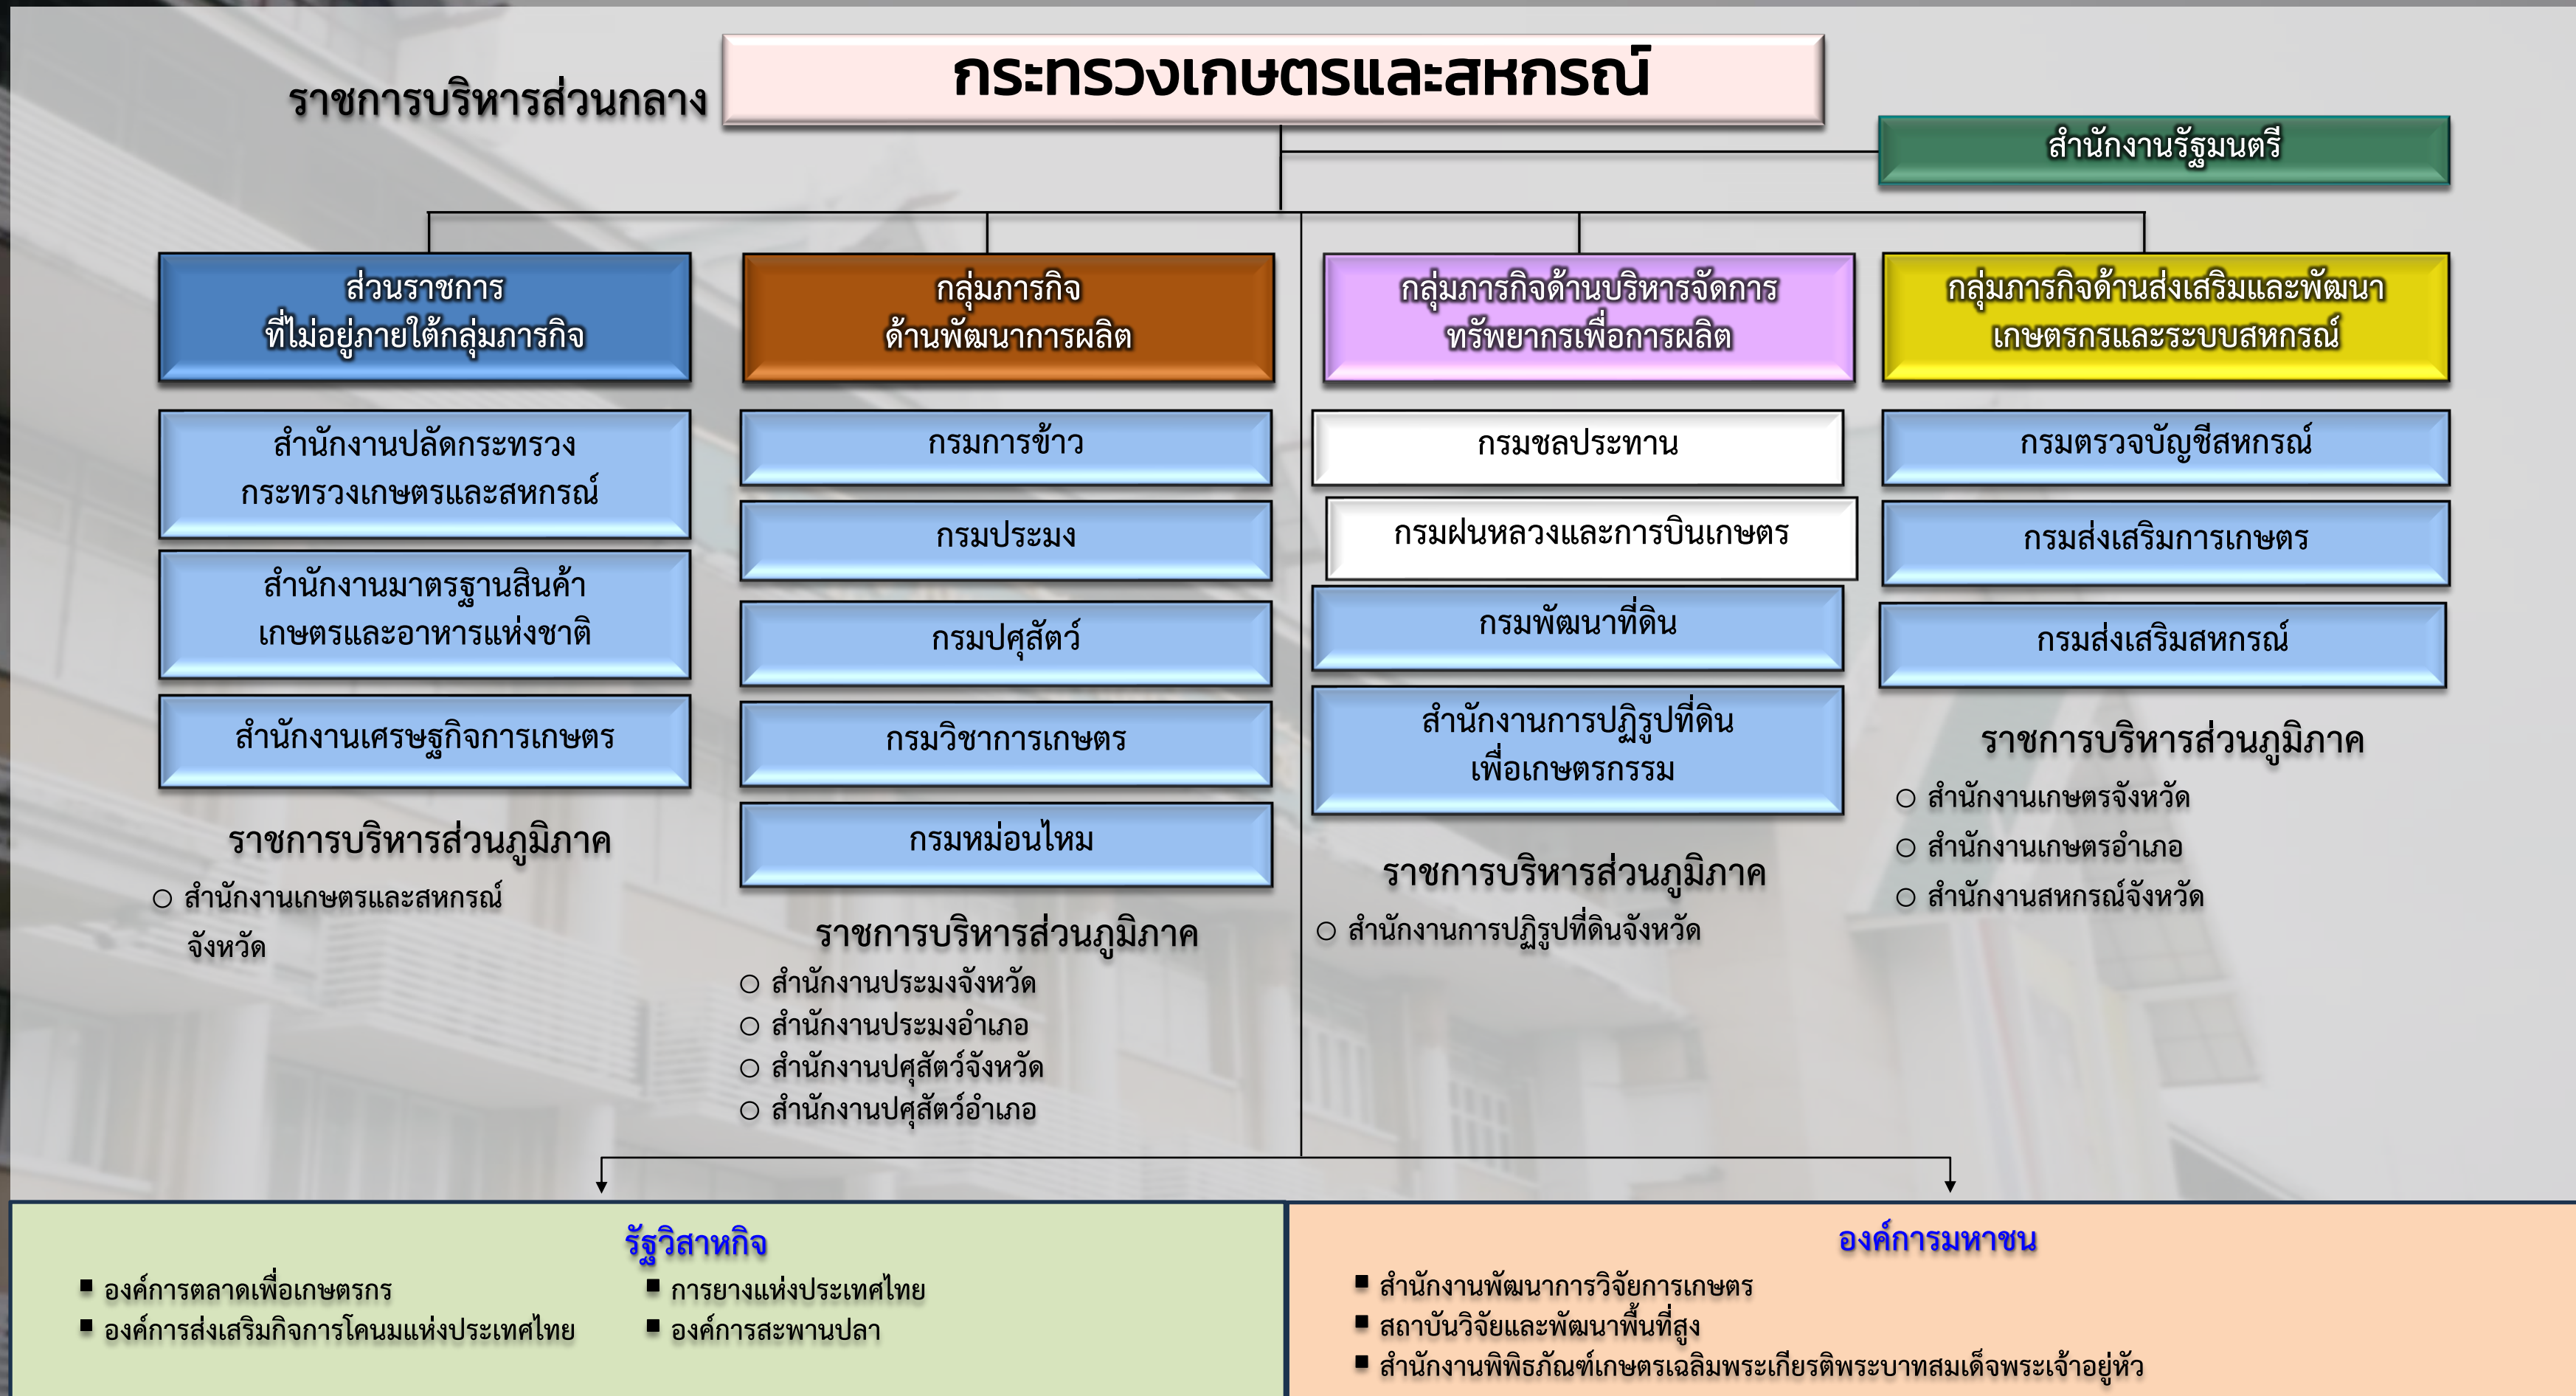 กระทรวงเกษตรและสหกรณ์
ราชการบริหารส่วนกลาง
สำนักงานรัฐมนตรี
ส่วนราชการ
ที่ไม่อยู่ภายใต้กลุ่มภารกิจ
สำนักงานปลัดกระทรวง
กระทรวงเกษตรและสหกรณ์
สำนักงานมาตรฐานสินค้า
เกษตรและอาหารแห่งชาติ
สำนักงานเศรษฐกิจการเกษตร
ราชการบริหารส่วนภูมิภาค
○ สำนักงานเกษตรและสหกรณ์
จังหวัด
กลุ่มภารกิจ
ด้านพัฒนาการผลิต
กรมการข้าว
กรมประมง
กรมปศุสัตว์
กรมวิชาการเกษตร
กรมหม่อนไหม
ราชการบริหารส่วนภูมิภาค
○ สำนักงานประมงจังหวัด
○ สำนักงานประมงอำเภอ
○ สำนักงานปศุสัตว์จังหวัด
○ สำนักงานปศุสัตว์อำเภอ
กลุ่มภารกิจด้านบริหารจัดการ
ทรัพยากรเพื่อการผลิต
กรมชลประทาน
กรมฝนหลวงและการบินเกษตร
กรมพัฒนาที่ดิน
สำนักงานการปฏิรูปที่ดิน
เพื่อเกษตรกรรม
ราชการบริหารส่วนภูมิภาค
○ สำนักงานการปฏิรูปที่ดินจังหวัด
กลุ่มภารกิจด้านส่งเสริมและพัฒนา
เกษตรกรและระบบสหกรณ์
กรมตรวจบัญชีสหกรณ์
กรมส่งเสริมการเกษตร
กรมส่งเสริมสหกรณ์
ราชการบริหารส่วนภูมิภาค
○ สำนักงานเกษตรจังหวัด
○ สำนักงานเกษตรอำเภอ
○ สำนักงานสหกรณ์จังหวัด
รัฐวิสาหกิจ
▪ องค์การตลาดเพื่อเกษตรกร
▪ องค์การส่งเสริมกิจการโคนมแห่งประเทศไทย
▪ การยางแห่งประเทศไทย
▪ องค์การสะพานปลา
องค์การมหาชน
▪ สำนักงานพัฒนาการวิจัยการเกษตร
▪ สถาบันวิจัยและพัฒนาพื้นที่สูง
▪ สำนักงานพิพิธภัณฑ์เกษตรเฉลิมพระเกียรติพระบาทสมเด็จพระเจ้าอยู่หัว